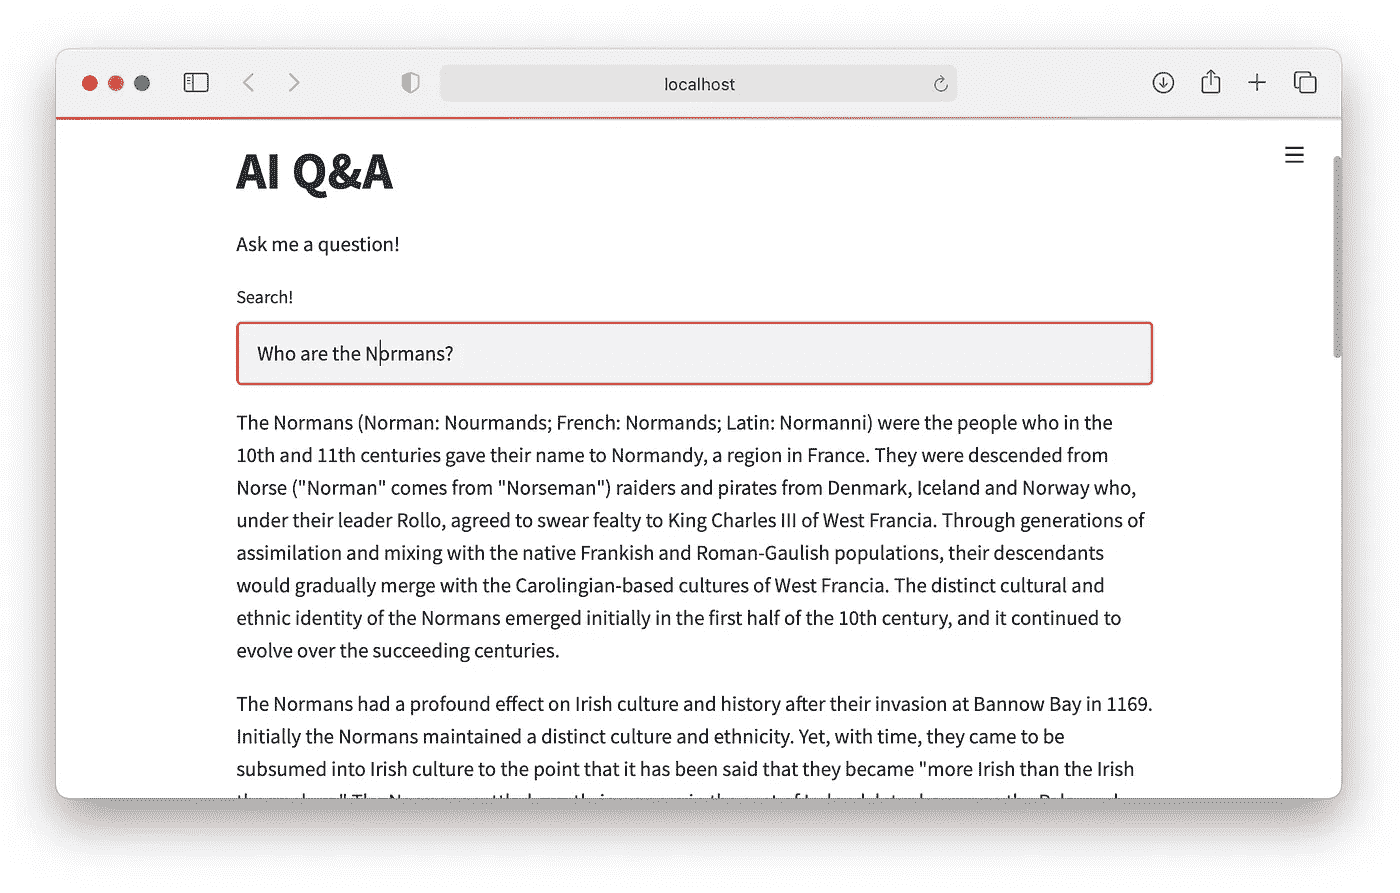 localhost
AI Q&A
Ask me a question!
Search!
Who are the Normans?
The Normans (Norman: Nourmands; French: Normands; Latin: Normanni) were the people who in the
10th and 11th centuries gave their name to Normandy, a region in France. They were descended from
Norse ("Norman" comes from "Norseman") raiders and pirates from Denmark, Iceland and Norway who,
under their leader Rollo, agreed to swear fealty to King Charles III of West Francia. Through generations of
assimilation and mixing with the native Frankish and Roman-Gaulish populations, their descendants
would gradually merge with the Carolingian-based cultures of West Francia. The distinct cultural and
ethnic identity of the Normans emerged initially in the first half of the 10th century, and it continued to
evolve over the succeeding centuries.
The Normans had a profound effect on Irish culture and history after their invasion at Bannow Bay in 1169.
Initially the Normans maintained a distinct culture and ethnicity. Yet, with time, they came to be
subsumed into Irish culture to the point that it has been said that they became "more Irish than the Irish